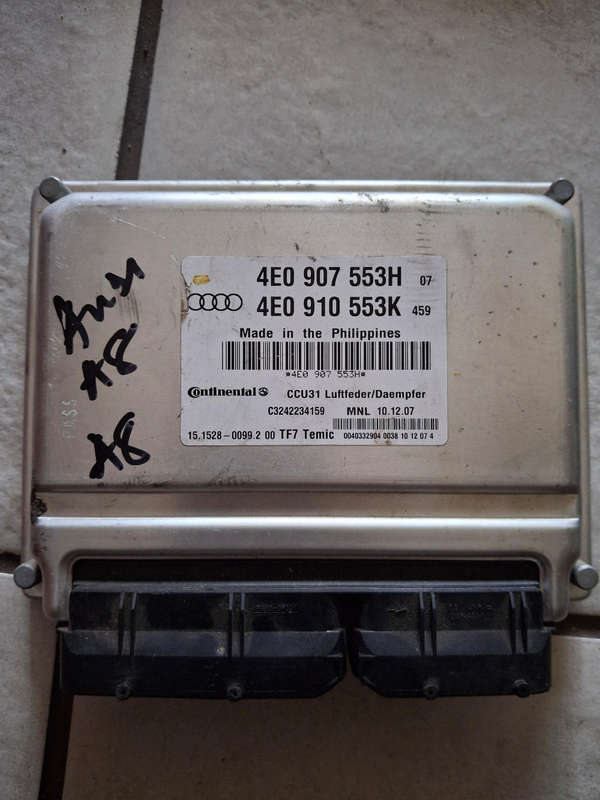 4E0 907 553H 07
4E0 910 553K 459
Made in the Philippines
*4E0 907 553H*
Continental CCU31 Luftfeder/Daempfer
C3242234159 MNL 10.12.07
15.1528-0099.2 00 TF7 Temic 0040332904 0038 10 12 07 4
A8
A8
PASS